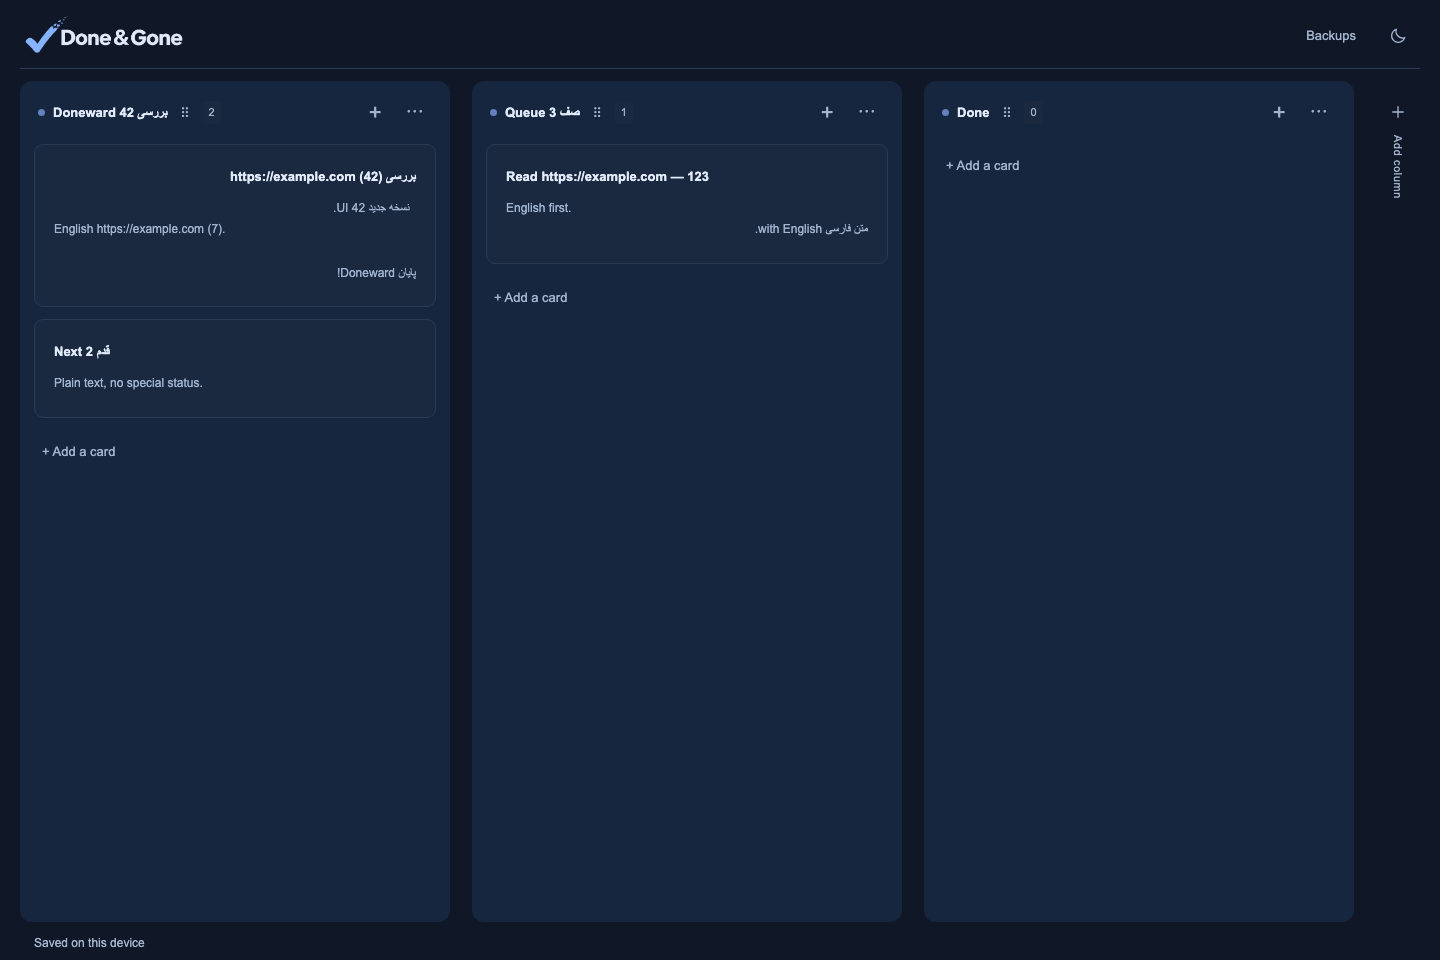 Done & Gone
Backups
بررسی Doneward 42
2
بررسی (42) https://example.com
نسخه جدید UI 42.
English https://example.com (7).
پایان Doneward!
Next 2 قدم
Plain text, no special status.
+ Add a card
Queue 3 صف
1
Read https://example.com — 123
English first.
متن فارسی with English.
+ Add a card
Done
0
+ Add a card
Add column
Saved on this device